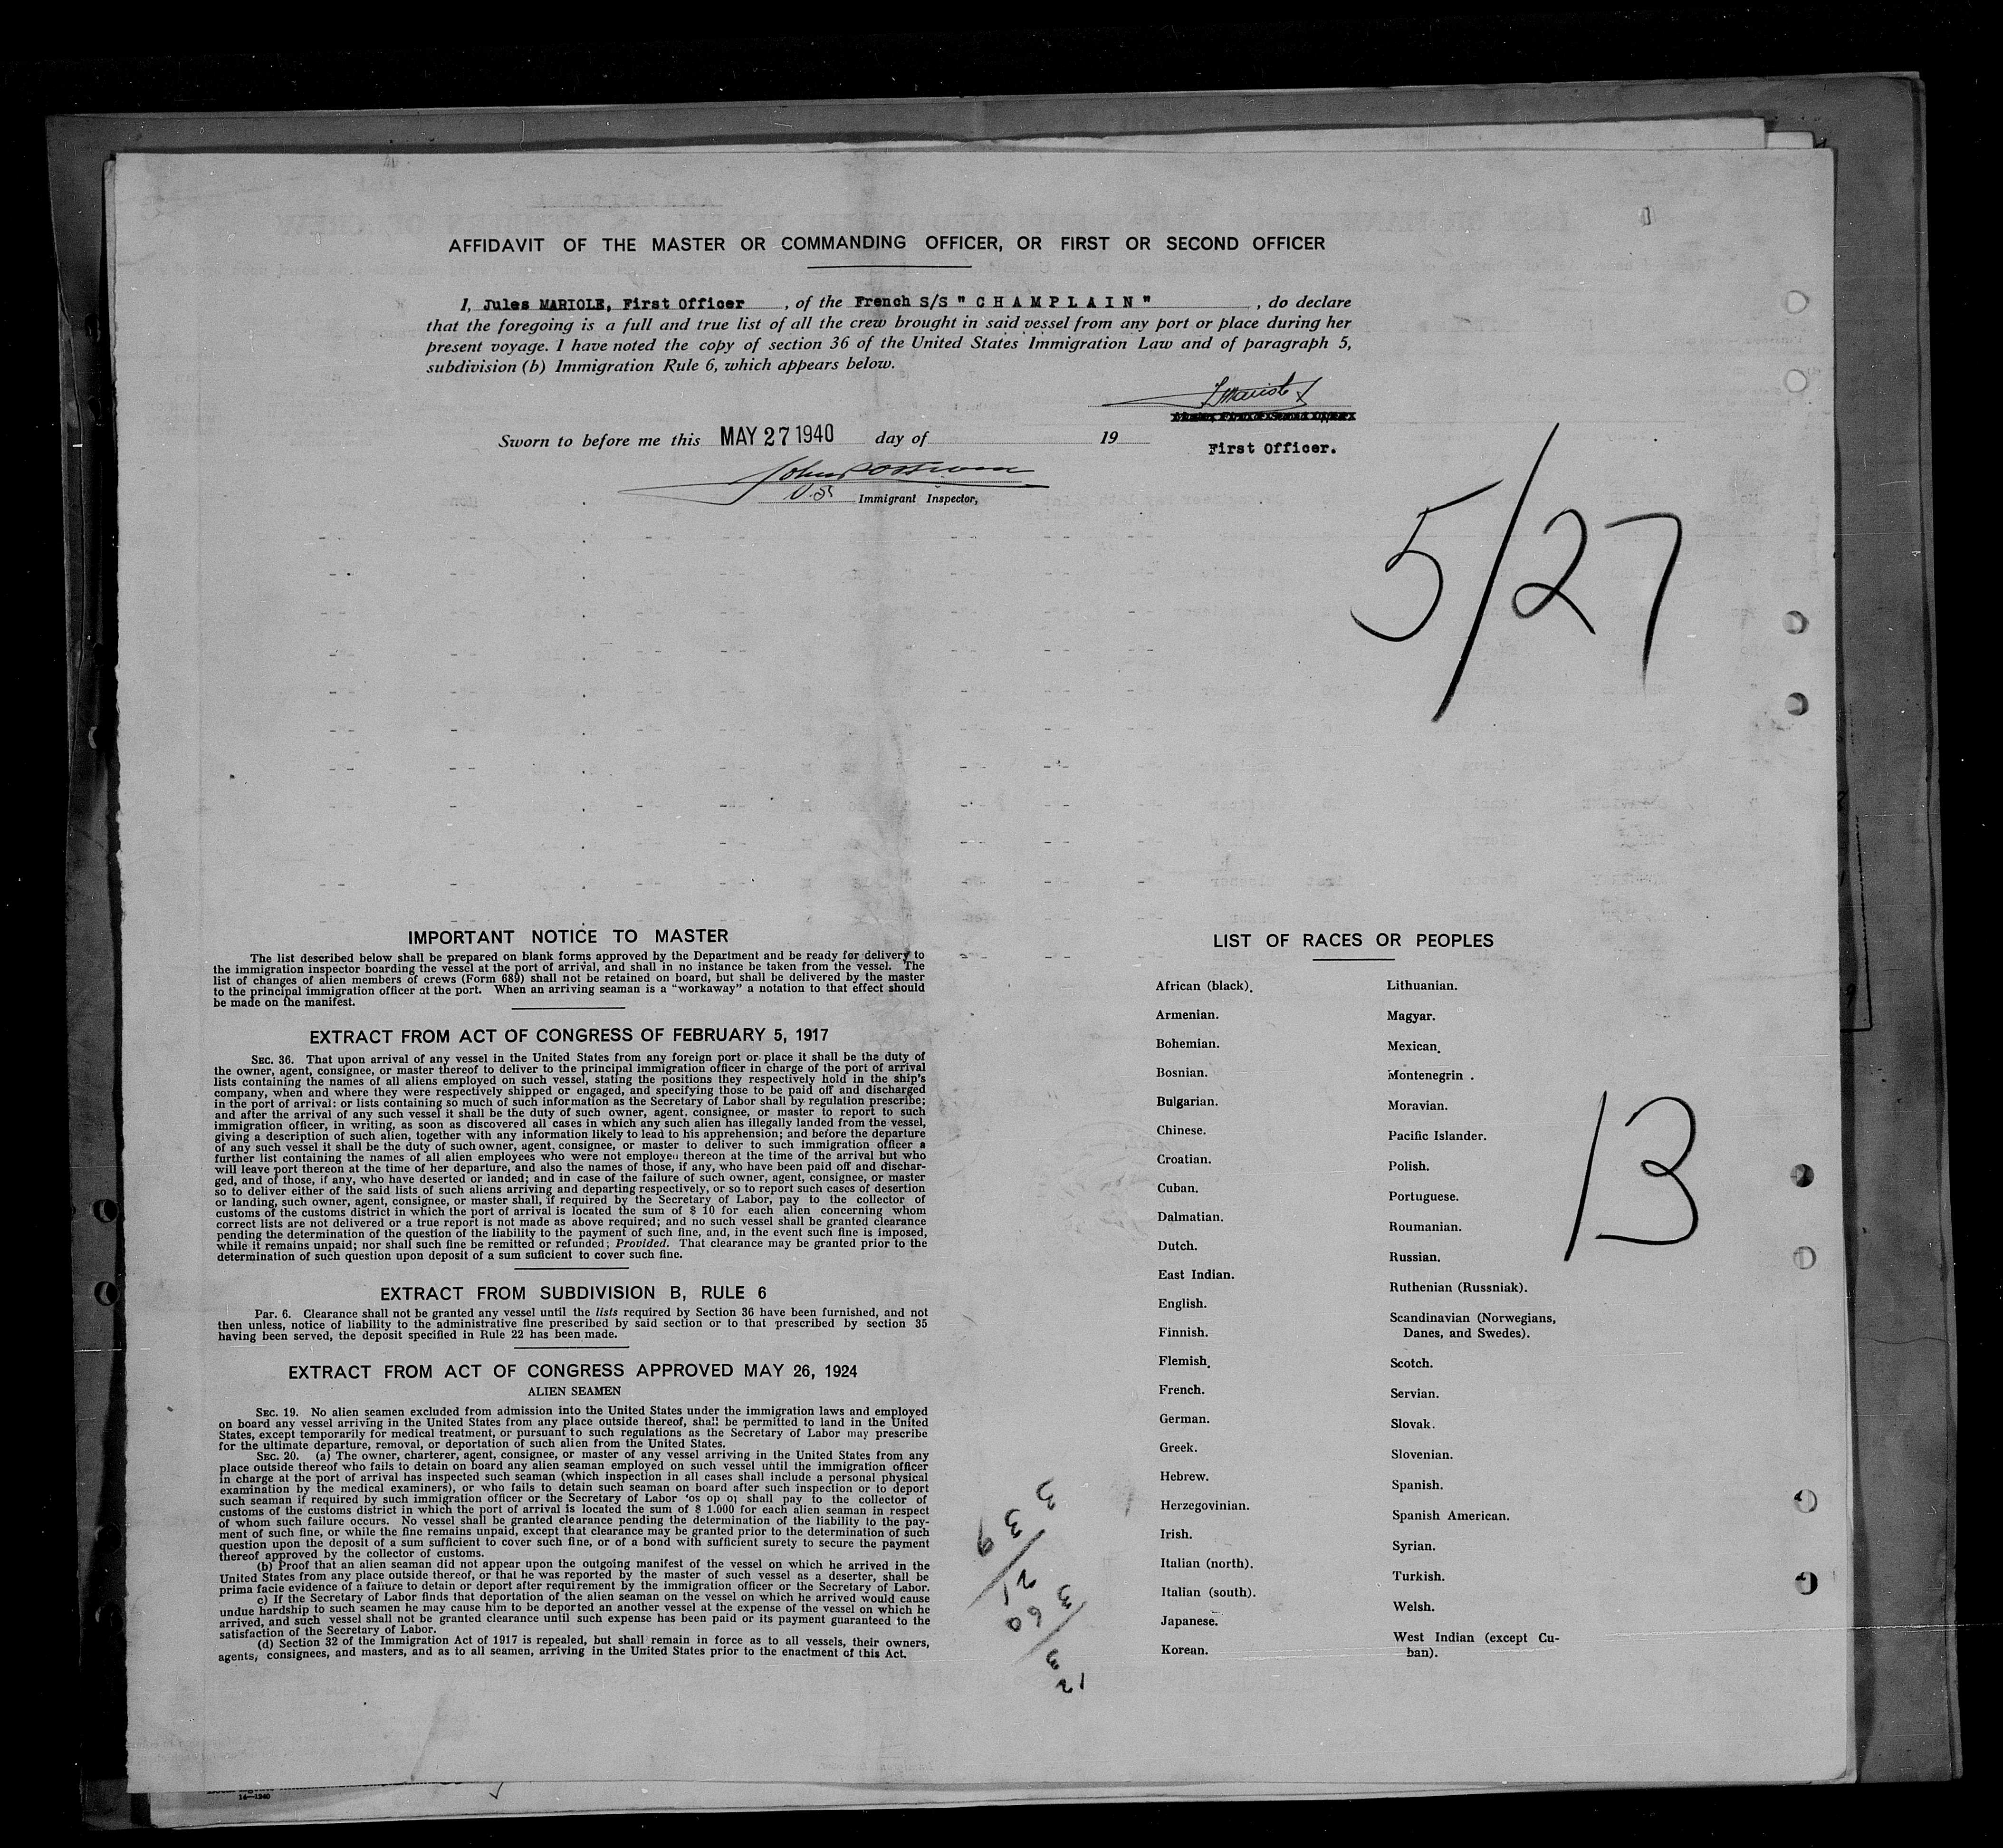 AFFIDAVIT OF THE MASTER OR COMMANDING OFFICER, OR FIRST OR SECOND OFFICER
I, Jules MARIOLE, First Officer , of the French S/S " C H A M P L A I N " , do declare
that the foregoing is a full and true list of all the crew brought in said vessel from any port or place during her
present voyage. I have noted the copy of section 36 of the United States Immigration Law and of paragraph 5,
subdivision (b) Immigration Rule 6, which appears below.
Sworn to before me this MAY 27 1940 day of 19
First Officer.
U.S. Immigrant Inspector,
5/27
IMPORTANT NOTICE TO MASTER
The list described below shall be prepared on blank forms approved by the Department and be ready for delivery to
the immigration inspector boarding the vessel at the port of arrival, and shall in no instance be taken from the vessel. The
list of changes of alien members of crews (Form 689) shall not be retained on board, but shall be delivered by the master
to the principal immigration officer at the port. When an arriving seaman is a “workaway” a notation to that effect should
be made on the manifest.
EXTRACT FROM ACT OF CONGRESS OF FEBRUARY 5, 1917
SEC. 36. That upon arrival of any vessel in the United States from any foreign port or place it shall be the duty of
the owner, agent, consignee, or master thereof to deliver to the principal immigration officer in charge of the port of arrival
lists containing the names of all aliens employed on such vessel, stating the positions they respectively hold in the ship's
company, when and where they were respectively shipped or engaged, and specifying those to be paid off and discharged
in the port of arrival: or lists containing so much of such information as the Secretary of Labor shall by regulation prescribe;
and after the arrival of any such vessel it shall be the duty of such owner, agent, consignee, or master to report to such
immigration officer, in writing, as soon as discovered all cases in which any such alien has illegally landed from the vessel,
giving a description of such alien, together with any information likely to lead to his apprehension; and before the departure
of any such vessel it shall be the duty of such owner, agent, consignee, or master to deliver to such immigration officer a
further list containing the names of all alien employees who were not employed thereon at the time of the arrival but who
will leave port thereon at the time of her departure, and also the names of those, if any, who have been paid off and dischar-
ged, and of those, if any, who have deserted or landed; and in case of the failure of such owner, agent, consignee, or master
so to deliver either of the said lists of such aliens arriving and departing respectively, or so to report such cases of desertion
or landing, such owner, agent, consignee, or master shall, if required by the Secretary of Labor, pay to the collector of
customs of the customs district in which the port of arrival is located the sum of $ 10 for each alien concerning whom
correct lists are not delivered or a true report is not made as above required; and no such vessel shall be granted clearance
pending the determination of the question of the liability to the payment of such fine, and, in the event such fine is imposed,
while it remains unpaid; nor shall such fine be remitted or refunded; Provided. That clearance may be granted prior to the
determination of such question upon deposit of a sum suficient to cover such fine.
EXTRACT FROM SUBDIVISION B, RULE 6
Par. 6. Clearance shall not be granted any vessel until the lists required by Section 36 have been furnished, and not
then unless, notice of liability to the administrative fine prescribed by said section or to that prescribed by section 35
having been served, the deposit specified in Rule 22 has been made.
EXTRACT FROM ACT OF CONGRESS APPROVED MAY 26, 1924
ALIEN SEAMEN
SEC. 19. No alien seamen excluded from admission into the United States under the immigration laws and employed
on board any vessel arriving in the United States from any place outside thereof, shall be permitted to land in the United
States, except temporarily for medical treatment, or pursuant to such regulations as the Secretary of Labor may prescribe
for the ultimate departure, removal, or deportation of such alien from the United States.
SEC. 20. (a) The owner, charterer, agent, consignee, or master of any vessel arriving in the United States from any
place outside thereof who fails to detain on board any alien seaman employed on such vessel until the immigration officer
in charge at the port of arrival has inspected such seaman (which inspection in all cases shall include a personal physical
examination by the medical examiners), or who fails to detain such seaman on board after such inspection or to deport
such seaman if required by such immigration officer or the Secretary of Labor 'os op oı shall pay to the collector of
customs of the customs district in which the port of arrival is located the sum of $ 1.000 for each alien seaman in respect
of whom such failure occurs. No vessel shall be granted clearance pending the determination of the liability to the pay-
ment of such fine, or while the fine remains unpaid, except that clearance may be granted prior to the determination of such
question upon the deposit of a sum sufficient to cover such fine, or of a bond with sufficient surety to secure the payment
thereof approved by the collector of customs.
(b) Proof that an alien seaman did not appear upon the outgoing manifest of the vessel on which he arrived in the
United States from any place outside thereof, or that he was reported by the master of such vessel as a deserter, shall be
prima facie evidence of a failure to detain or deport after requirement by the immigration officer or the Secretary of Labor.
c) If the Secretary of Labor finds that deportation of the alien seaman on the vessel on which he arrived would cause
undue hardship to such seamen he may cause him to be deported an another vessel at the expense of the vessel on which he
arrived, and such vessel shall not be granted clearance until such expense has been paid or its payment guaranteed to the
satisfaction of the Secretary of Labor.
(d) Section 32 of the Immigration Act of 1917 is repealed, but shall remain in force as to all vessels, their owners,
agents, consignees, and masters, and as to all seamen, arriving in the United States prior to the enactment of this Act.
3
39
12
360
3
12
LIST OF RACES OR PEOPLES
African (black).
Armenian.
Bohemian.
Bosnian.
Bulgarian.
Chinese.
Croatian.
Cuban.
Dalmatian.
Dutch.
East Indian.
English.
Finnish.
Flemish.
French.
German.
Greek.
Hebrew.
Herzegovinian.
Irish.
Italian (north).
Italian (south).
Japanese.
Korean.
Lithuanian.
Magyar.
Mexican.
Montenegrin .
Moravian.
Pacific Islander.
Polish.
Portuguese.
Roumanian.
Russian.
Ruthenian (Russniak).
Scandinavian (Norwegians,
Danes, and Swedes).
Scotch.
Servian.
Slovak.
Slovenian.
Spanish.
Spanish American.
Syrian.
Turkish.
Welsh.
West Indian (except Cu-
ban).
13
14—1240